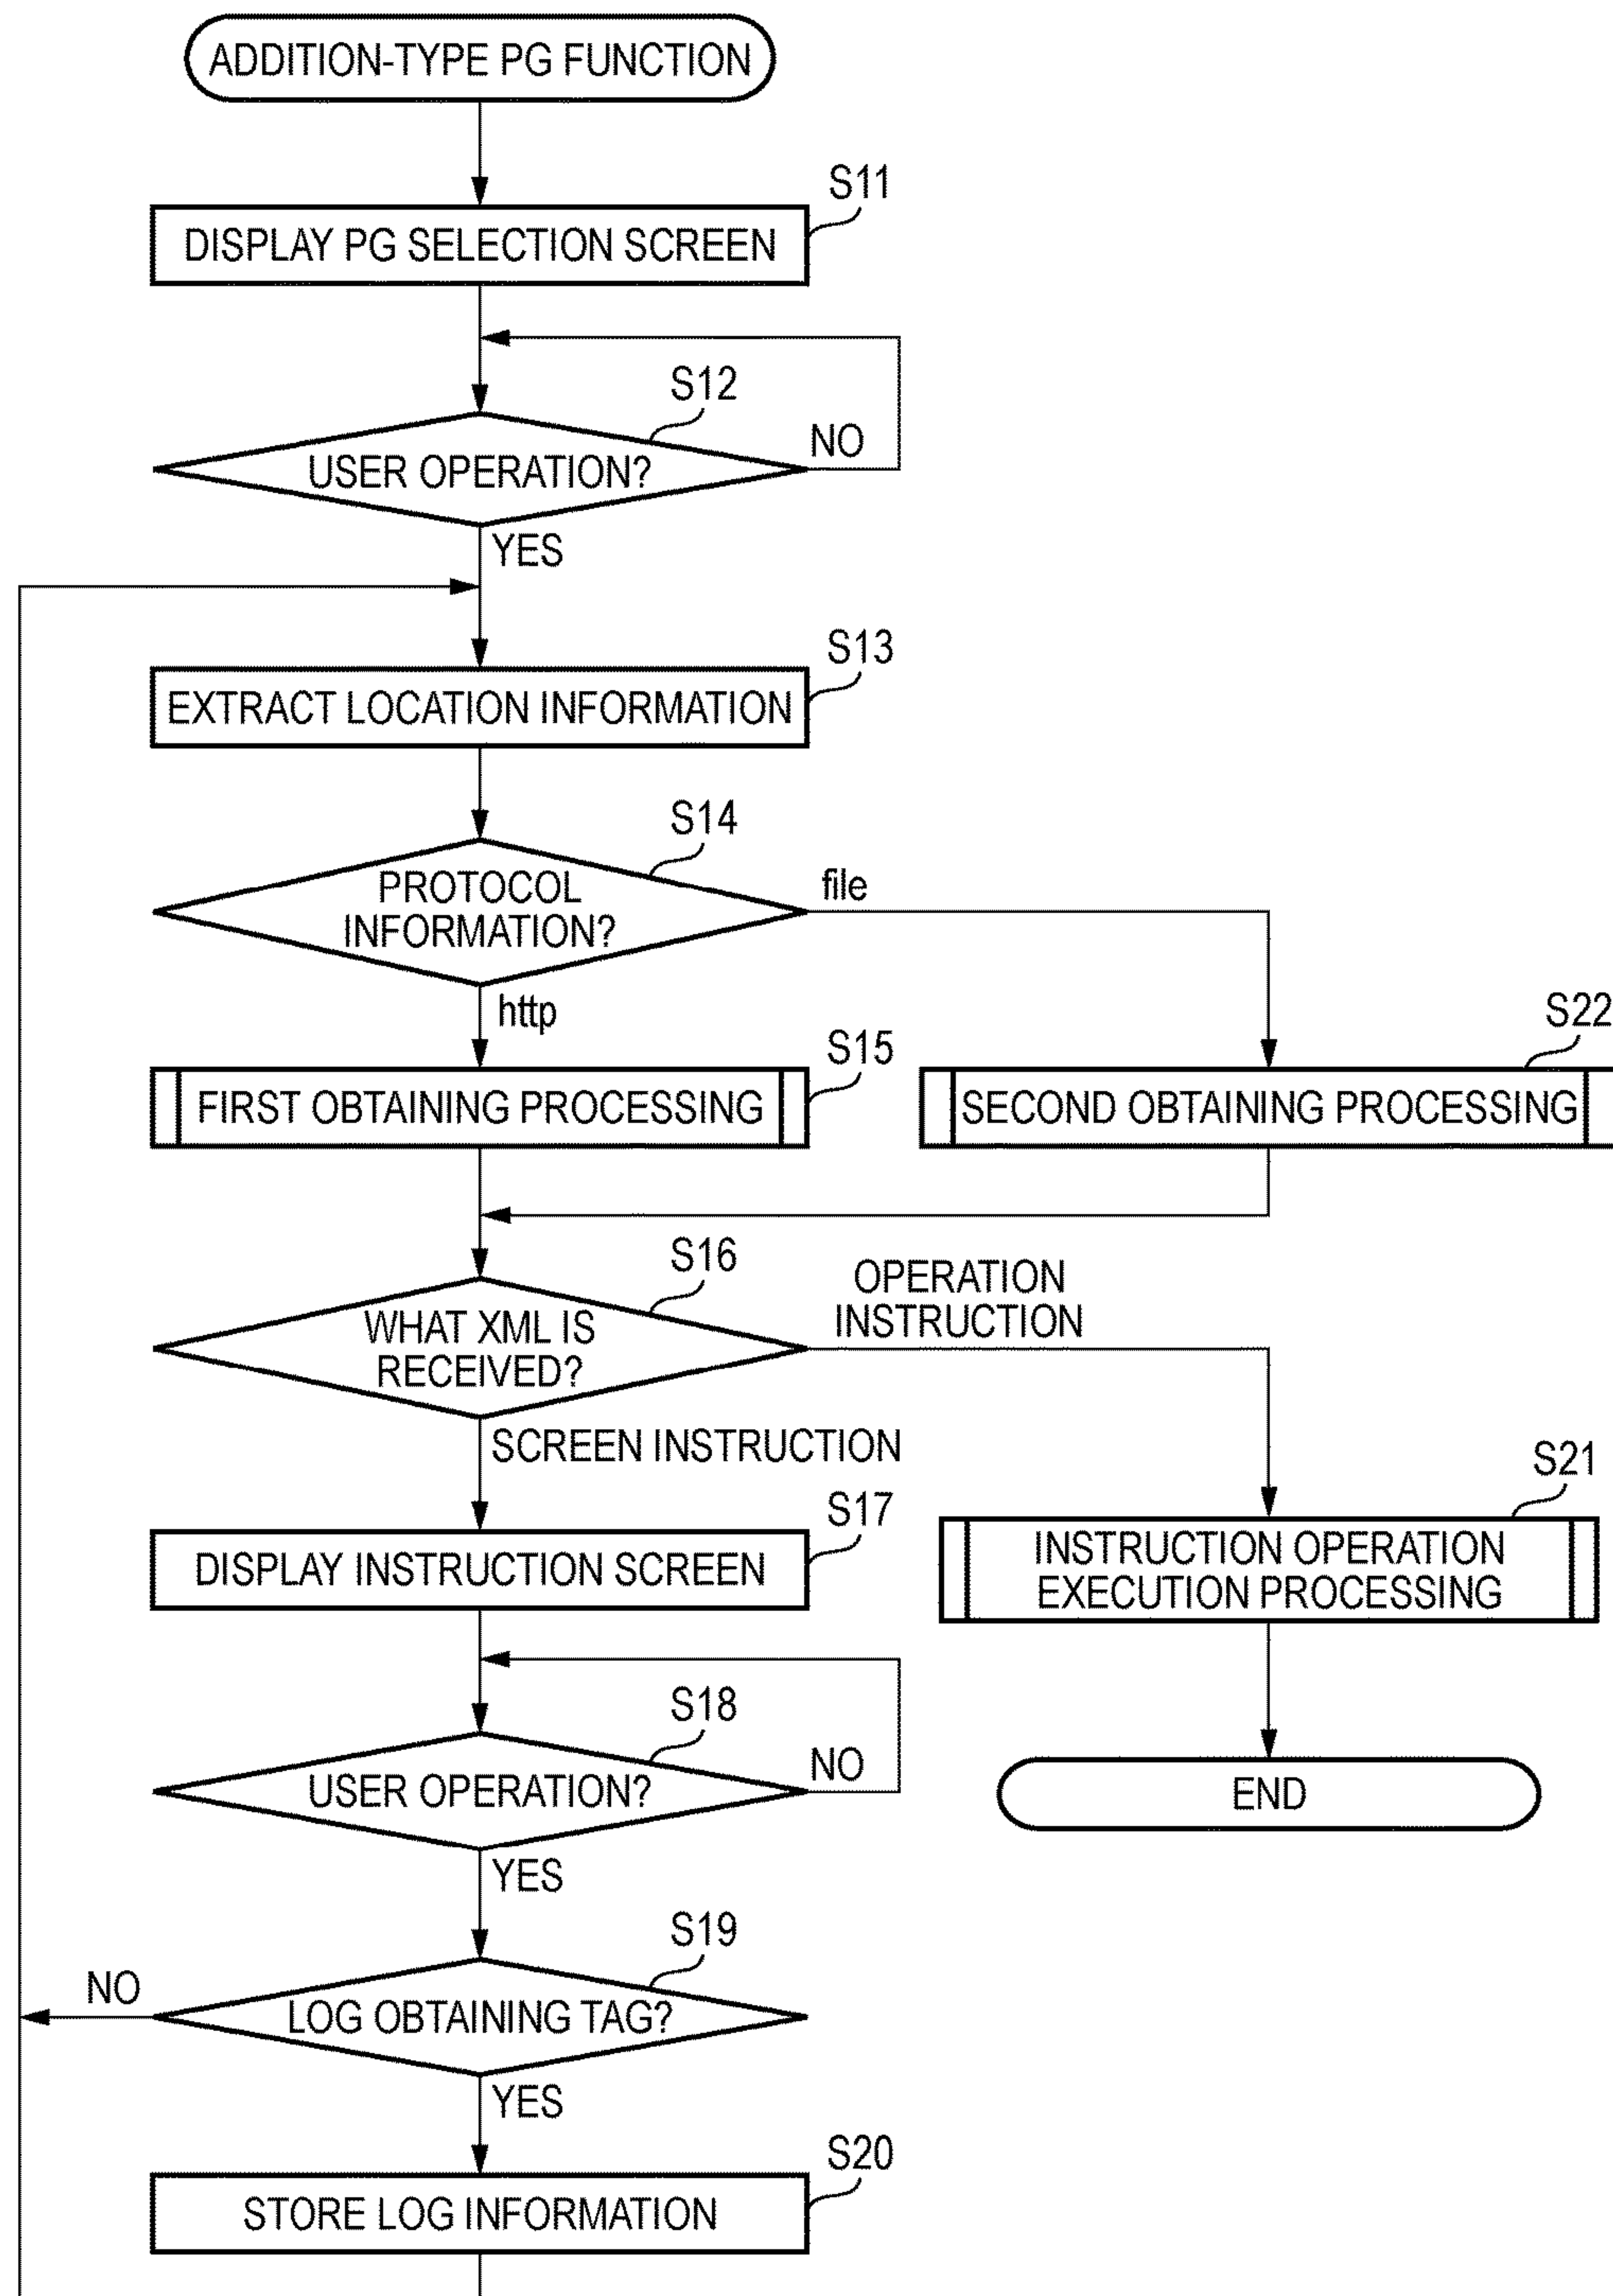 ADDITION-TYPE PG FUNCTION
S11
DISPLAY PG SELECTION SCREEN
S12
USER OPERATION?
NO
YES
S13
EXTRACT LOCATION INFORMATION
S14
PROTOCOL
INFORMATION?
file
http
S15
FIRST OBTAINING PROCESSING
S22
SECOND OBTAINING PROCESSING
S16
WHAT XML IS
RECEIVED?
OPERATION
INSTRUCTION
SCREEN INSTRUCTION
S17
DISPLAY INSTRUCTION SCREEN
S21
INSTRUCTION OPERATION
EXECUTION PROCESSING
S18
USER OPERATION?
NO
END
YES
S19
LOG OBTAINING TAG?
NO
YES
S20
STORE LOG INFORMATION